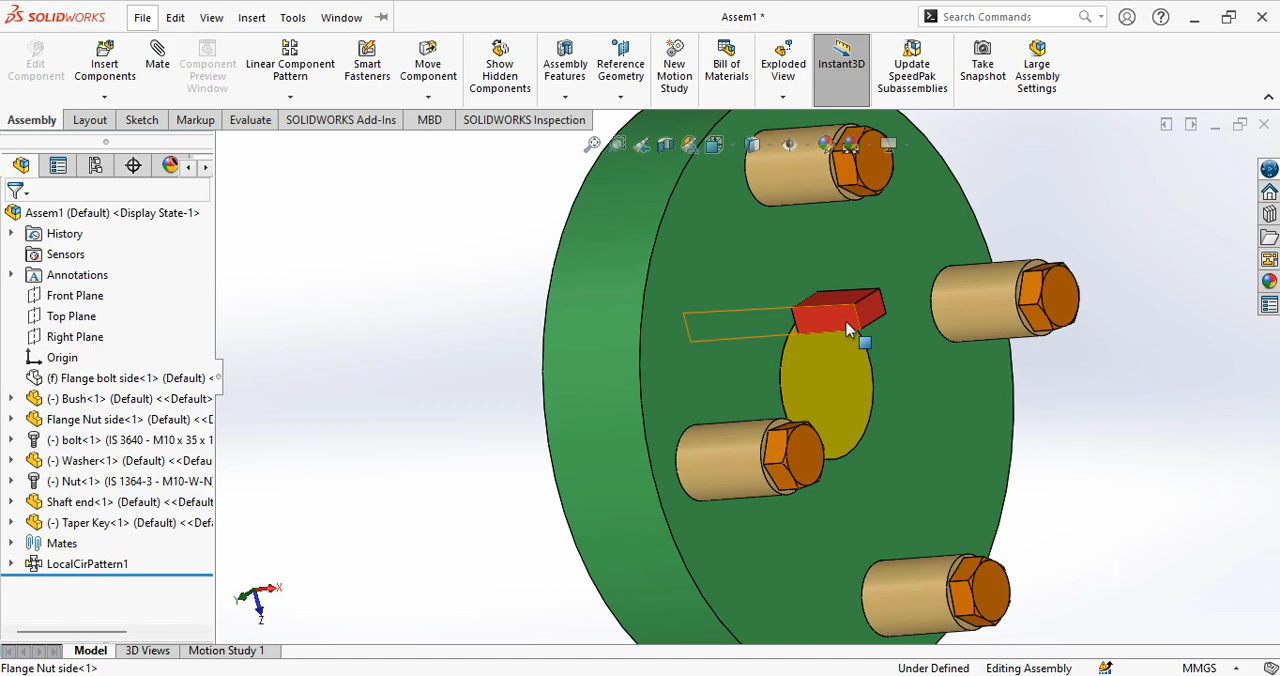 SOLIDWORKS File Edit View Insert Tools Window Assem1 * Search Commands
Edit Component
Insert Components
Mate
Component Preview Window
Linear Component Pattern
Smart Fasteners
Move Component
Show Hidden Components
Assembly Features
Reference Geometry
New Motion Study
Bill of Materials
Exploded View
Instant3D
Update SpeedPak Subassemblies
Take Snapshot
Large Assembly Settings
Assembly Layout Sketch Markup Evaluate SOLIDWORKS Add-Ins MBD SOLIDWORKS Inspection
Assem1 (Default) <Display State-1>
History
Sensors
Annotations
Front Plane
Top Plane
Right Plane
Origin
(f) Flange bolt side<1> (Default) <
(-) Bush<1> (Default) <<Default>
Flange Nut side<1> (Default) <<D
(-) bolt<1> (IS 3640 - M10 x 35 x 1
(-) Washer<1> (Default) <<Defau
(-) Nut<1> (IS 1364-3 - M10-W-N
Shaft end<1> (Default) <<Default
(-) Taper Key<1> (Default) <<Def
Mates
LocalCirPattern1
X
Y
Z
Model 3D Views Motion Study 1
Flange Nut side<1> Under Defined Editing Assembly MMGS